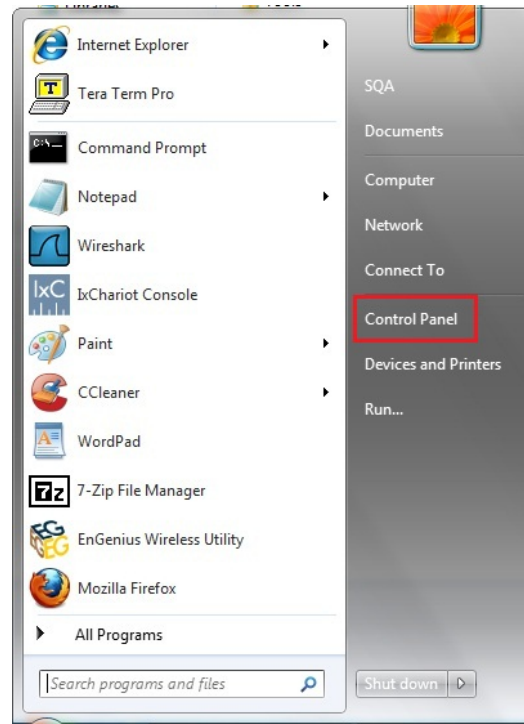 Internet Explorer
Tera Term Pro
Command Prompt
Notepad
Wireshark
IxChariot Console
Paint
CCleaner
WordPad
7-Zip File Manager
EnGenius Wireless Utility
Mozilla Firefox
All Programs
Search programs and files
SQA
Documents
Computer
Network
Connect To
Control Panel
Devices and Printers
Run...
Shut down
T
C:\
IxC
A
7z